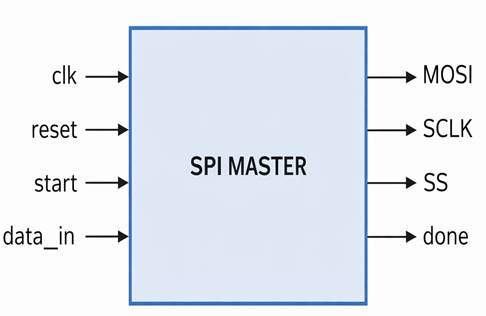 clk
reset
start
data_in
SPI MASTER
MOSI
SCLK
SS
done